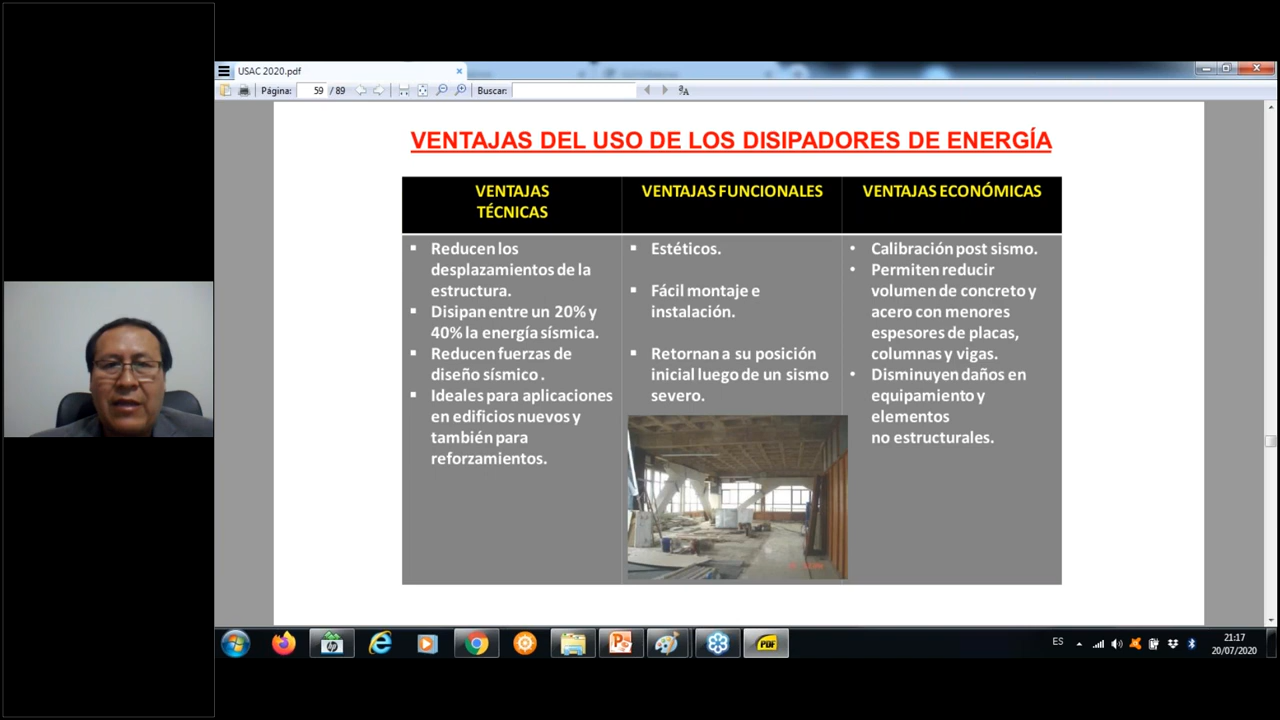 USAC 2020.pdf
Página: 59 / 89 Buscar:
VENTAJAS DEL USO DE LOS DISIPADORES DE ENERGÍA
VENTAJAS
TÉCNICAS
VENTAJAS FUNCIONALES
VENTAJAS ECONÓMICAS
▪ Reducen los
desplazamientos de la
estructura.
▪ Disipan entre un 20% y
40% la energía sísmica.
▪ Reducen fuerzas de
diseño sísmico .
▪ Ideales para aplicaciones
en edificios nuevos y
también para
reforzamientos.
▪ Estéticos.
▪ Fácil montaje e
instalación.
▪ Retornan a su posición
inicial luego de un sismo
severo.
• Calibración post sismo.
• Permiten reducir
volumen de concreto y
acero con menores
espesores de placas,
columnas y vigas.
• Disminuyen daños en
equipamiento y
elementos
no estructurales.
PDF
ES
21:17
20/07/2020